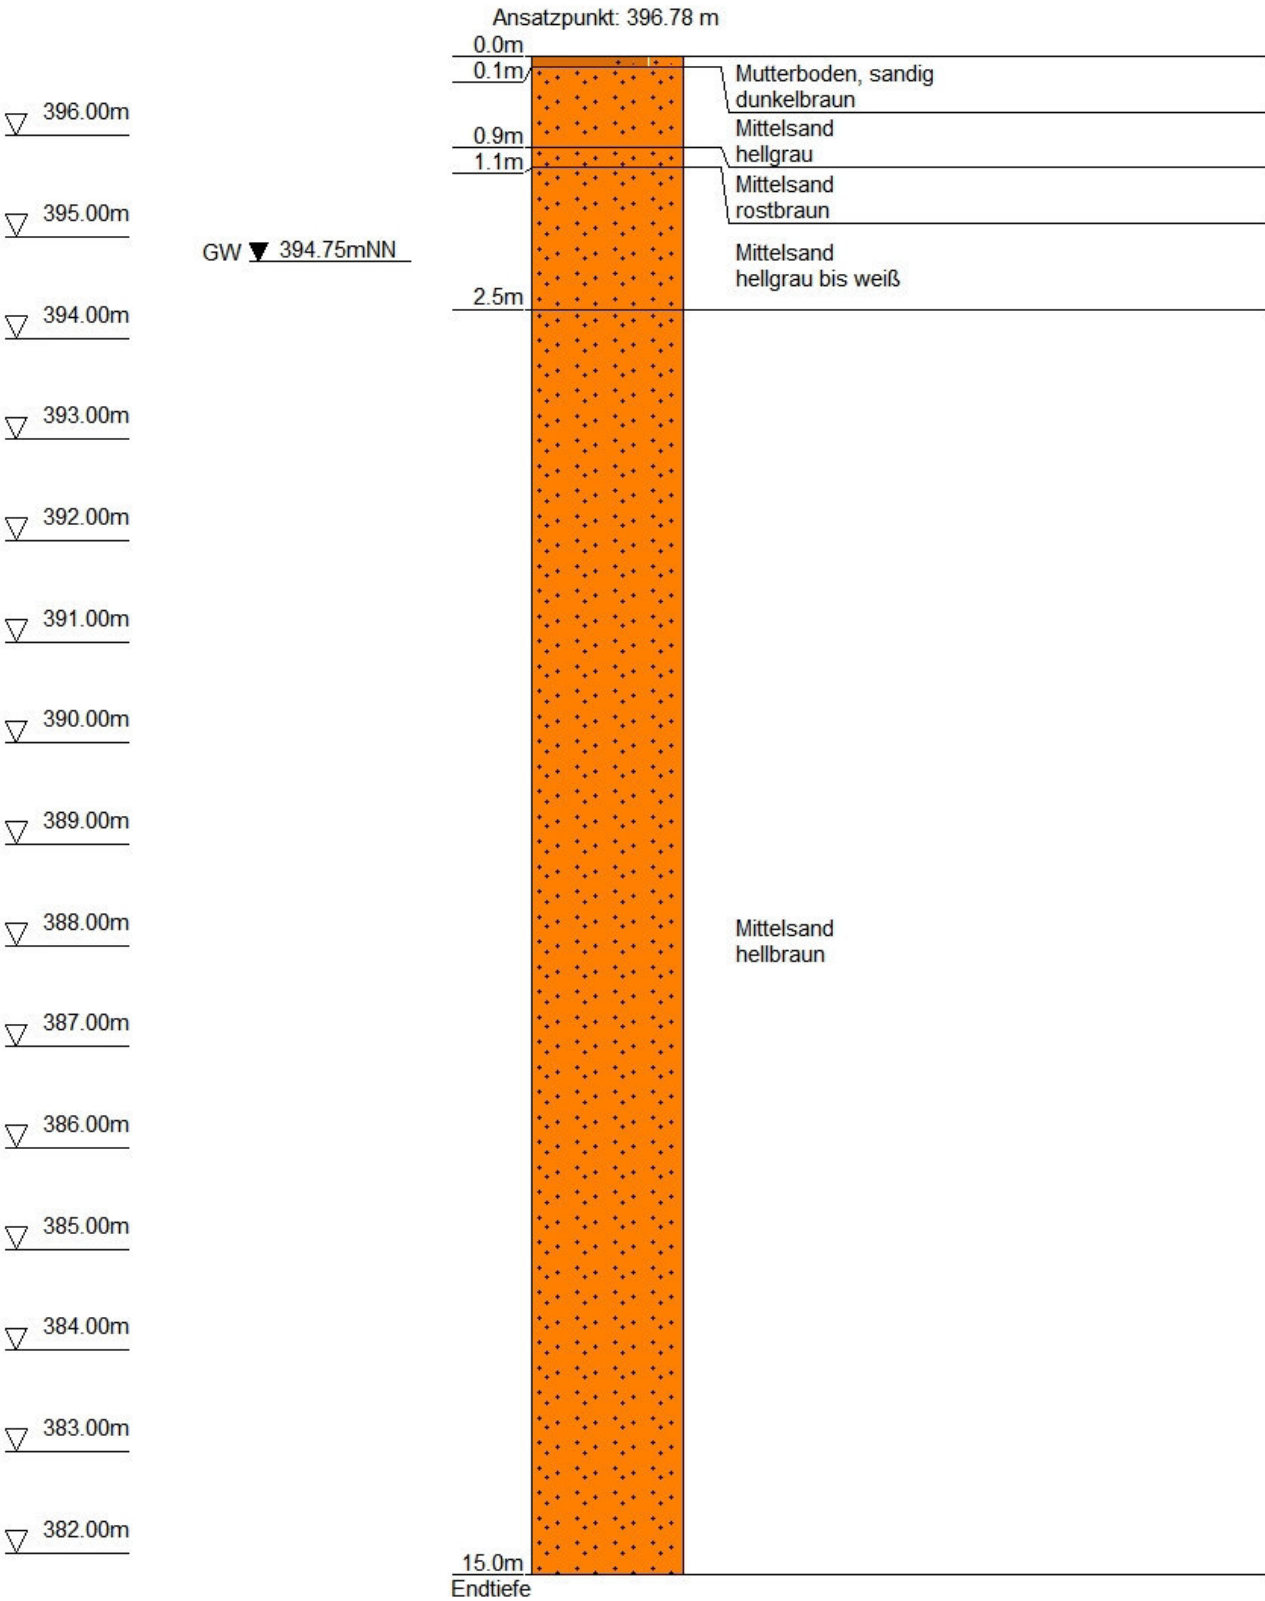 Ansatzpunkt: 396.78 m
0.0m
0.1m
Mutterboden, sandig
dunkelbraun
396.00m
0.9m
Mittelsand
hellgrau
1.1m
Mittelsand
rostbraun
395.00m
GW 394.75mNN
Mittelsand
hellgrau bis weiß
2.5m
394.00m
393.00m
392.00m
391.00m
390.00m
389.00m
388.00m
Mittelsand
hellbraun
387.00m
386.00m
385.00m
384.00m
383.00m
382.00m
15.0m
Endtiefe